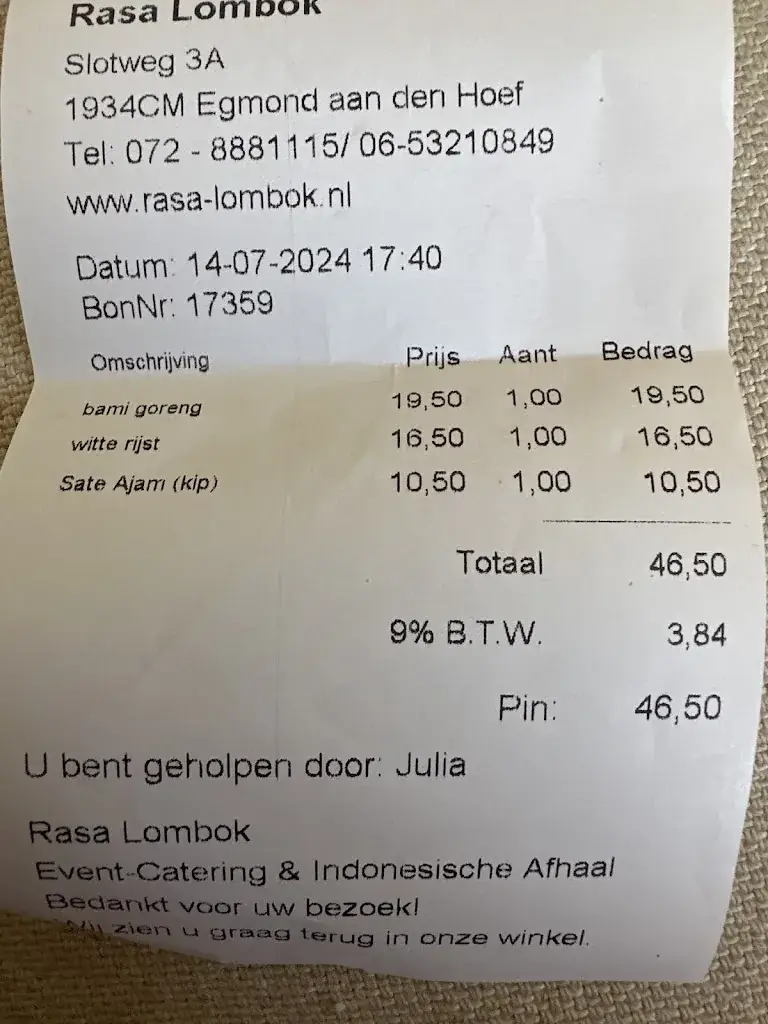 Rasa Lombok
Slotweg 3A
1934CM Egmond aan den Hoef
Tel: 072 - 8881115/ 06-53210849
www.rasa-lombok.nl
Datum: 14-07-2024 17:40
BonNr: 17359
Omschrijving Prijs Aant Bedrag
bami goreng 19,50 1,00 19,50
witte rijst 16,50 1,00 16,50
Sate Ajam (kip) 10,50 1,00 10,50
Totaal 46,50
9% B.T.W. 3,84
Pin: 46,50
U bent geholpen door: Julia
Rasa Lombok
Event-Catering & Indonesische Afhaal
Bedankt voor uw bezoek!
Wij zien u graag terug in onze winkel.